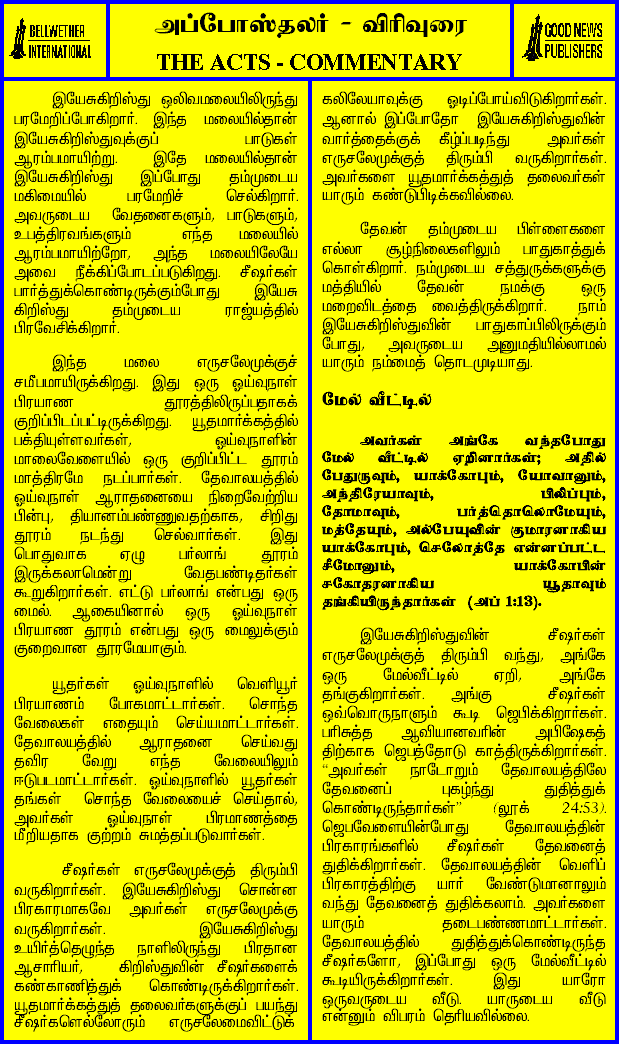 BELLWETHER
INTERNATIONAL
அப்போஸ்தலர் - விரிவுரை
THE ACTS - COMMENTARY
GOOD NEWS
PUBLISHERS
இயேசுகிறிஸ்து ஒலிவமலையிலிருந்து
பரமேறிப்போகிறார். இந்த மலையில்தான்
இயேசுகிறிஸ்துவுக்குப் பாடுகள்
ஆரம்பமாயிற்று. இதே மலையில்தான்
இயேசுகிறிஸ்து இப்போது தம்முடைய
மகிமையில் பரமேறிச் செல்கிறார்.
அவருடைய வேதனைகளும், பாடுகளும்,
உபத்திரவங்களும் எந்த மலையில்
ஆரம்பமாயிற்றோ, அந்த மலையிலேயே
அவை நீக்கிப்போடப்படுகிறது. சீஷர்கள்
பார்த்துக்கொண்டிருக்கும்போது இயேசு
கிறிஸ்து தம்முடைய ராஜ்யத்தில்
பிரவேசிக்கிறார்.
இந்த மலை எருசலேமுக்குச்
சமீபமாயிருக்கிறது. இது ஒரு ஓய்வுநாள்
பிரயாண தூரத்திலிருப்பதாகக்
குறிப்பிடப்பட்டிருக்கிறது. யூதமார்க்கத்தில்
பக்தியுள்ளவர்கள், ஓய்வுநாளின்
மாலைவேளையில் ஒரு குறிப்பிட்ட தூரம்
மாத்திரமே நடப்பார்கள். தேவாலயத்தில்
ஓய்வுநாள் ஆராதனையை நிறைவேற்றிய
பின்பு, தியானம்பண்ணுவதற்காக, சிறிது
தூரம் நடந்து செல்வார்கள். இது
பொதுவாக ஏழு பர்லாங் தூரம்
இருக்கலாமென்று வேதபண்டிதர்கள்
கூறுகிறார்கள். எட்டு பர்லாங் என்பது ஒரு
மைல். ஆகையினால் ஒரு ஓய்வுநாள்
பிரயாண தூரம் என்பது ஒரு மைலுக்கும்
குறைவான தூரமேயாகும்.
யூதர்கள் ஓய்வுநாளில் வெளியூர்
பிரயாணம் போகமாட்டார்கள். சொந்த
வேலைகள் எதையும் செய்யமாட்டார்கள்.
தேவாலயத்தில் ஆராதனை செய்வது
தவிர வேறு எந்த வேலையிலும்
ஈடுபடமாட்டார்கள். ஓய்வுநாளில் யூதர்கள்
தங்கள் சொந்த வேலையைச் செய்தால்,
அவர்கள் ஓய்வுநாள் பிரமாணத்தை
மீறியதாக குற்றம் சுமத்தப்படுவார்கள்.
சீஷர்கள் எருசலேமுக்குத் திரும்பி
வருகிறார்கள். இயேசுகிறிஸ்து சொன்ன
பிரகாரமாகவே அவர்கள் எருசலேமுக்கு
வருகிறார்கள். இயேசுகிறிஸ்து
உயிர்த்தெழுந்த நாளிலிருந்து பிரதான
ஆசாரியர், கிறிஸ்துவின் சீஷர்களைக்
கண்காணித்துக் கொண்டிருக்கிறார்கள்.
யூதமார்க்கத்துத் தலைவர்களுக்குப் பயந்து
சீஷர்களெல்லோரும் எருசலேமைவிட்டுக்
கலிலேயாவுக்கு ஓடிப்போய்விடுகிறார்கள்.
ஆனால் இப்போதோ இயேசுகிறிஸ்துவின்
வார்த்தைக்குக் கீழ்ப்படிந்து அவர்கள்
எருசலேமுக்குத் திரும்பி வருகிறார்கள்.
அவர்களை யூதமார்க்கத்துத் தலைவர்கள்
யாரும் கண்டுபிடிக்கவில்லை.
தேவன் தம்முடைய பிள்ளைகளை
எல்லா சூழ்நிலைகளிலும் பாதுகாத்துக்
கொள்கிறார். நம்முடைய சத்துருக்களுக்கு
மத்தியில் தேவன் நமக்கு ஒரு
மறைவிடத்தை வைத்திருக்கிறார். நாம்
இயேசுகிறிஸ்துவின் பாதுகாப்பிலிருக்கும்
போது, அவருடைய அனுமதியில்லாமல்
யாரும் நம்மைத் தொடமுடியாது.
மேல் வீட்டில்
அவர்கள் அங்கே வந்தபோது
மேல் வீட்டில் ஏறினார்கள்; அதில்
பேதுருவும், யாக்கோபும், யோவானும்,
அந்திரேயாவும், பிலிப்பும்,
தோமாவும், பர்த்தொலொமேயும்,
மத்தேயும், அல்பேயுவின் குமாரனாகிய
யாக்கோபும், செலோத்தே என்னப்பட்ட
சீமோனும், யாக்கோபின்
சகோதரனாகிய யூதாவும்
தங்கியிருந்தார்கள் (அப் 1:13).
இயேசுகிறிஸ்துவின் சீஷர்கள்
எருசலேமுக்குத் திரும்பி வந்து, அங்கே
ஒரு மேல்வீட்டில் ஏறி, அங்கே
தங்குகிறார்கள். அங்கு சீஷர்கள்
ஒவ்வொருநாளும் கூடி ஜெபிக்கிறார்கள்.
பரிசுத்த ஆவியானவரின் அபிஷேகத்
திற்காக ஜெபத்தோடு காத்திருக்கிறார்கள்.
“அவர்கள் நாடோறும் தேவாலயத்திலே
தேவனைப் புகழ்ந்து துதித்துக்
கொண்டிருந்தார்கள்” (லூக் 24:53).
ஜெபவேளையின்போது தேவாலயத்தின்
பிரகாரங்களில் சீஷர்கள் தேவனைத்
துதிக்கிறார்கள். தேவாலயத்தின் வெளிப்
பிரகாரத்திற்கு யார் வேண்டுமானாலும்
வந்து தேவனைத் துதிக்கலாம். அவர்களை
யாரும் தடைபண்ணமாட்டார்கள்.
தேவாலயத்தில் துதித்துக்கொண்டிருந்த
சீஷர்களோ, இப்போது ஒரு மேல்வீட்டில்
கூடியிருக்கிறார்கள். இது யாரோ
ஒருவருடைய வீடு. யாருடைய வீடு
என்னும் விபரம் தெரியவில்லை.